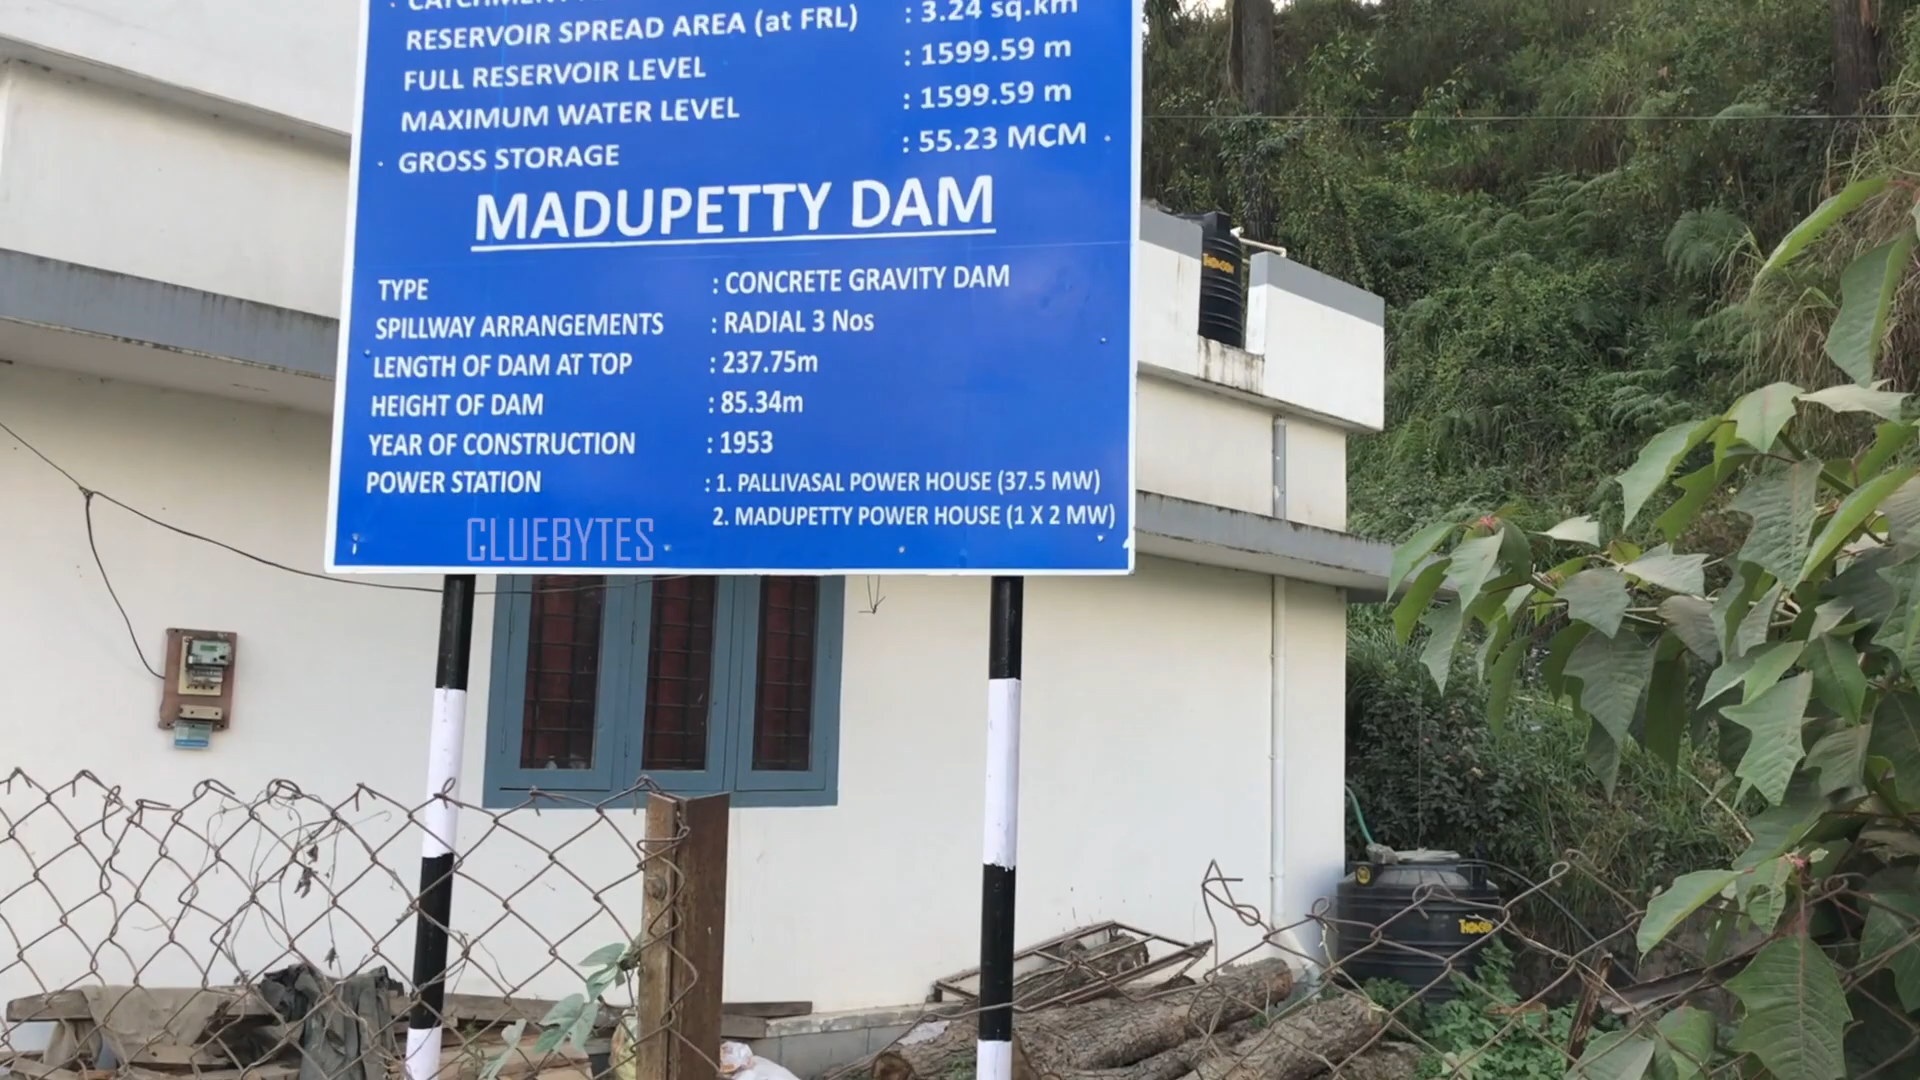 RESERVOIR SPREAD AREA (at FRL) : 3.24 sq.km
FULL RESERVOIR LEVEL : 1599.59 m
MAXIMUM WATER LEVEL : 1599.59 m
GROSS STORAGE : 55.23 MCM
MADUPETTY DAM
TYPE : CONCRETE GRAVITY DAM
SPILLWAY ARRANGEMENTS : RADIAL 3 Nos
LENGTH OF DAM AT TOP : 237.75m
HEIGHT OF DAM : 85.34m
YEAR OF CONSTRUCTION : 1953
POWER STATION : 1. PALLIVASAL POWER HOUSE (37.5 MW)
2. MADUPETTY POWER HOUSE (1 X 2 MW)
CLUEBYTES